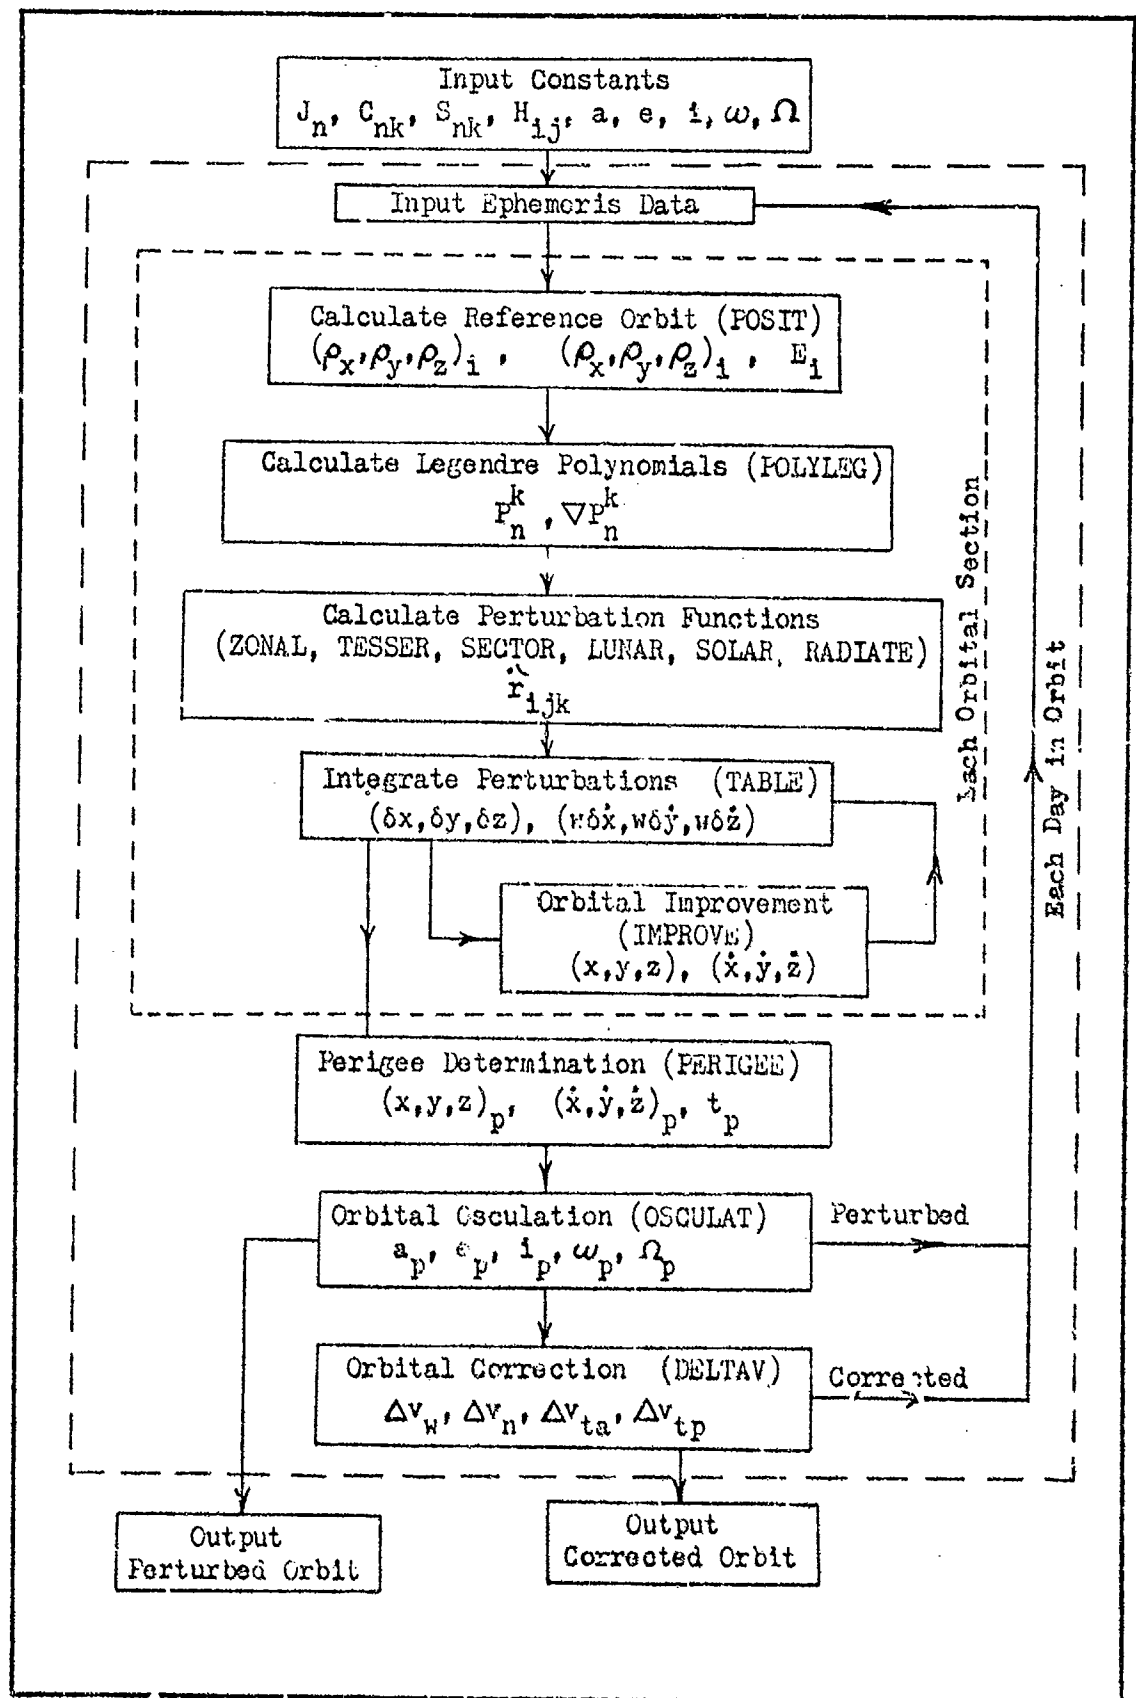 Input Constants
J_n, C_nk, S_nk, H_ij, a, e, i, ω, Ω
Input Ephemeris Data
Calculate Reference Orbit (POSIT)
(ρ_x, ρ_y, ρ_z)_i , (ρ_x, ρ_y, ρ_z)_i , E_i
Calculate Legendre Polynomials (POLYLEG)
P_n^k , ∇P_n^k
Calculate Perturbation Functions
(ZONAL, TESSER, SECTOR, LUNAR, SOLAR, RADIATE)
r̈_ijk
Integrate Perturbations (TABLE)
(δx,δy,δz), (wδẋ,wδẏ,wδż)
Orbital Improvement
(IMPROVE)
(x,y,z), (ẋ,ẏ,ż)
Each Orbital Section
Each Day in Orbit
Perigee Determination (PERIGEE)
(x,y,z)_p, (ẋ,ẏ,ż)_p, t_p
Orbital Osculation (OSCULAT)
a_p, e_p, i_p, ω_p, Ω_p
Perturbed
Orbital Correction (DELTAV)
Δv_w, Δv_n, Δv_ta, Δv_tp
Corrected
Output
Perturbed Orbit
Output
Corrected Orbit